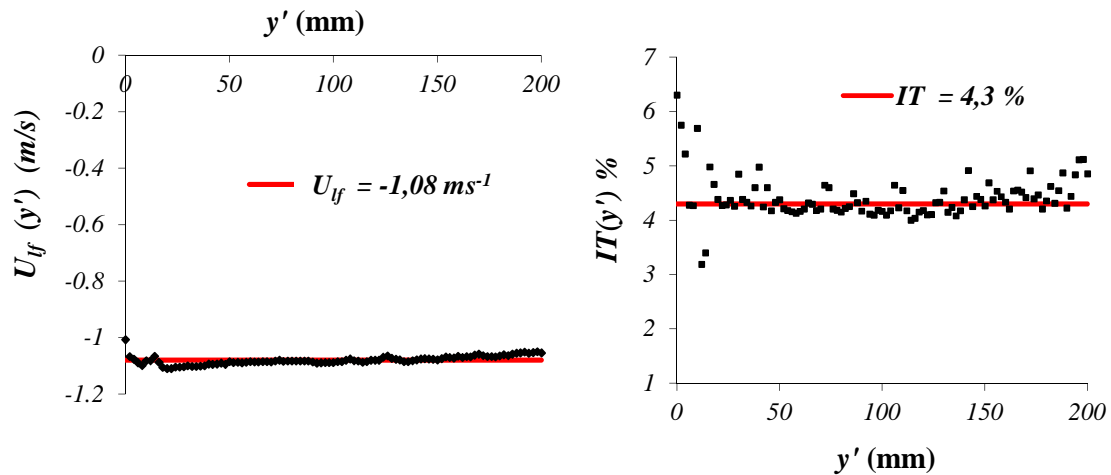 y' (mm)
0
0 50 100 150 200
-0.2
-0.4
-0.6
-0.8
-1
-1.2
U_lf (y') (m/s)
U_lf = -1,08 ms^-1
7
6
5
4
3
2
1
IT(y') %
IT = 4,3 %
0 50 100 150 200
y' (mm)